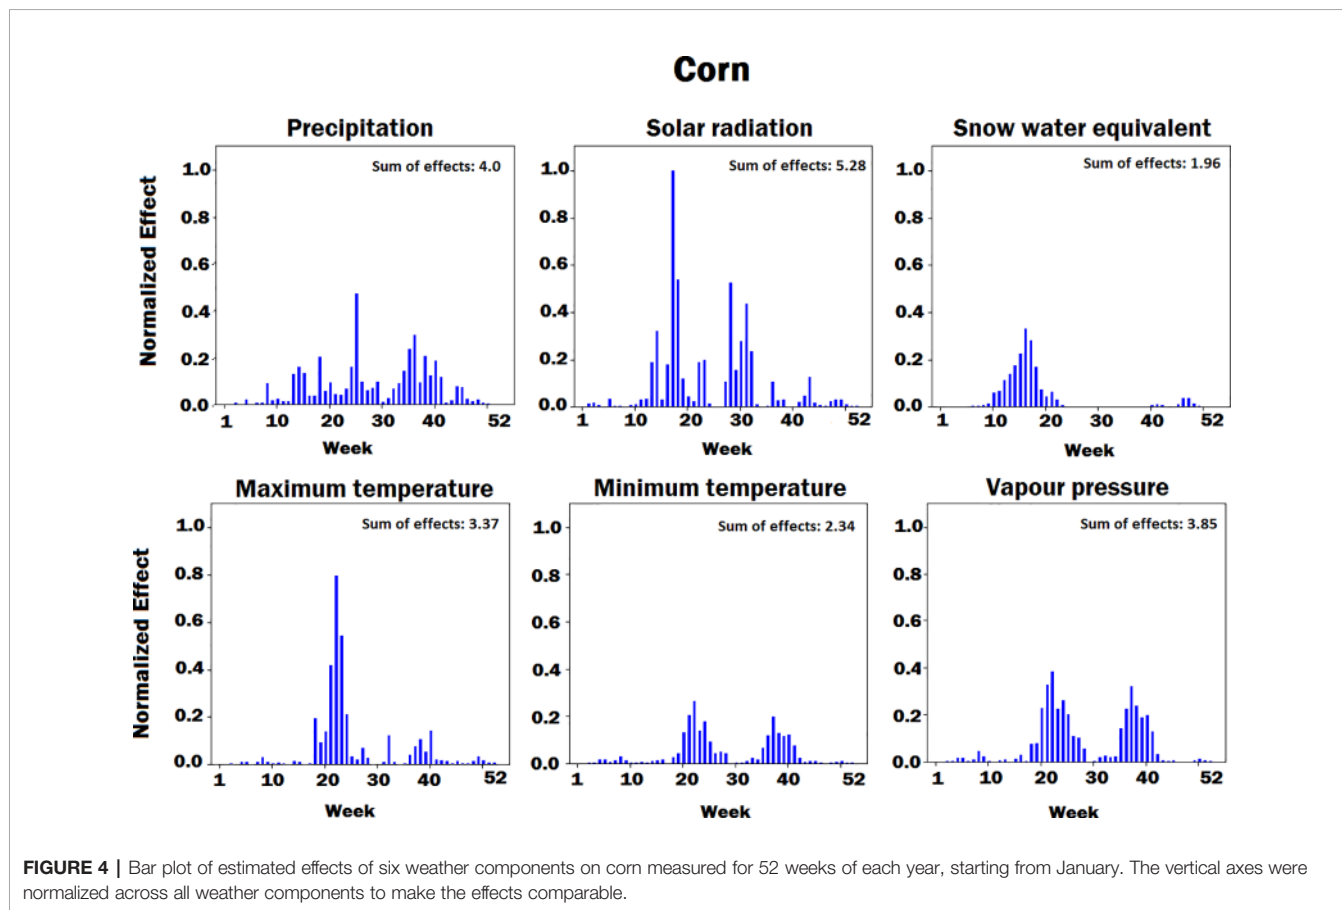 Corn
Precipitation
Solar radiation
Snow water equivalent
Normalized Effect
1.0
0.8
0.6
0.4
0.2
0.0
Sum of effects: 4.0
1 10 20 30 40 52
Week
1.0
0.8
0.6
0.4
0.2
0.0
Sum of effects: 5.28
1 10 20 30 40 52
Week
1.0
0.8
0.6
0.4
0.2
0.0
Sum of effects: 1.96
1 10 20 30 40 52
Week
Maximum temperature
Minimum temperature
Vapour pressure
Normalized Effect
1.0
0.8
0.6
0.4
0.2
0.0
Sum of effects: 3.37
1 10 20 30 40 52
Week
1.0
0.8
0.6
0.4
0.2
0.0
Sum of effects: 2.34
1 10 20 30 40 52
Week
1.0
0.8
0.6
0.4
0.2
0.0
Sum of effects: 3.85
1 10 20 30 40 52
Week
FIGURE 4 | Bar plot of estimated effects of six weather components on corn measured for 52 weeks of each year, starting from January. The vertical axes were
normalized across all weather components to make the effects comparable.